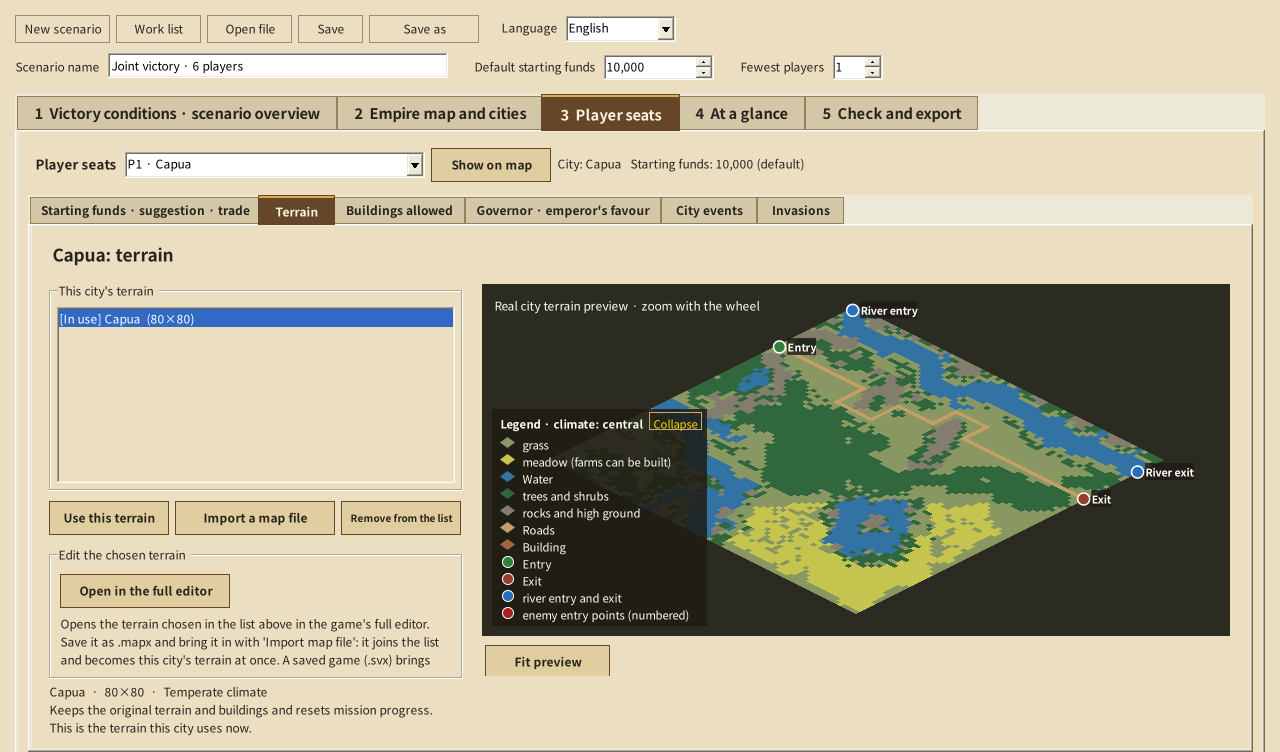 New scenario
Work list
Open file
Save
Save as
Language
English
Scenario name
Joint victory · 6 players
Default starting funds
10,000
Fewest players
1
1 Victory conditions · scenario overview
2 Empire map and cities
3 Player seats
4 At a glance
5 Check and export
Player seats
P1 · Capua
Show on map
City: Capua Starting funds: 10,000 (default)
Starting funds · suggestion · trade
Terrain
Buildings allowed
Governor · emperor's favour
City events
Invasions
Capua: terrain
This city's terrain
[In use] Capua (80×80)
Use this terrain
Import a map file
Remove from the list
Edit the chosen terrain
Open in the full editor
Opens the terrain chosen in the list above in the game's full editor.
Save it as .mapx and bring it in with 'Import map file': it joins the list
and becomes this city's terrain at once. A saved game (.svx) brings
Capua · 80×80 · Temperate climate
Keeps the original terrain and buildings and resets mission progress.
This is the terrain this city uses now.
Real city terrain preview · zoom with the wheel
River entry
Entry
River exit
Exit
Legend · climate: central
Collapse
grass
meadow (farms can be built)
Water
trees and shrubs
rocks and high ground
Roads
Building
Entry
Exit
river entry and exit
enemy entry points (numbered)
Fit preview